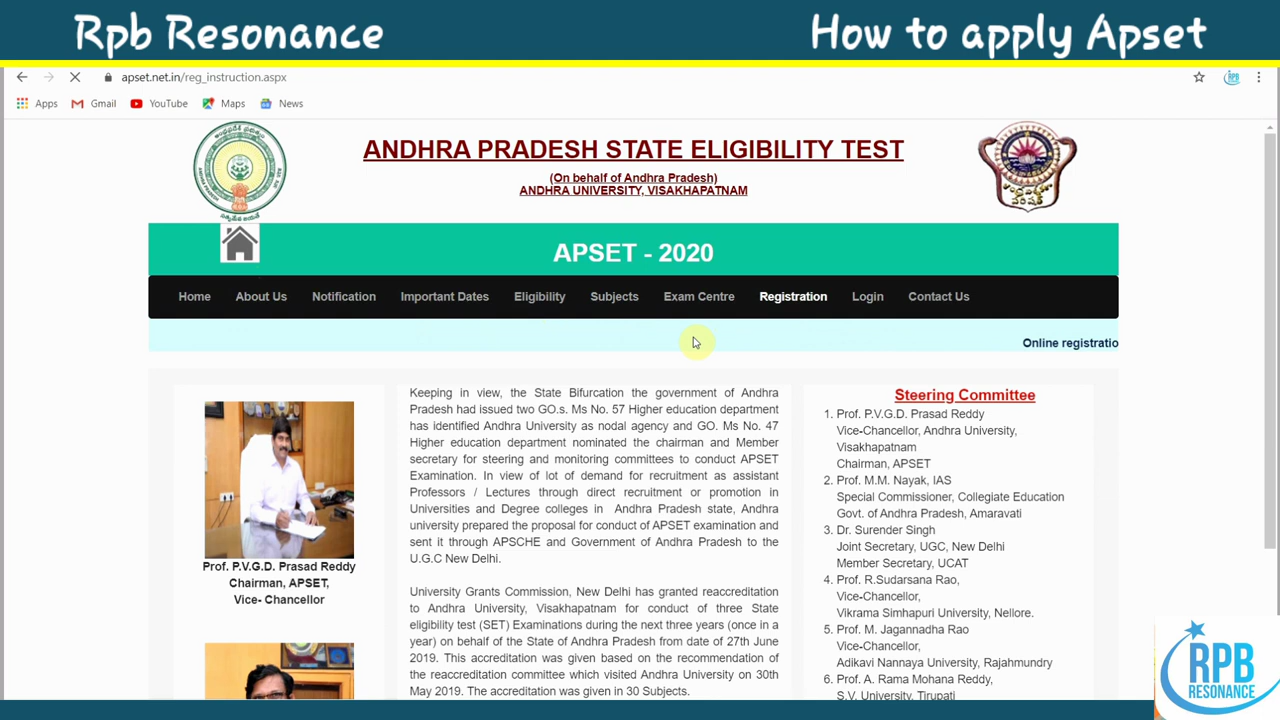 Rpb Resonance
How to apply Apset
apset.net.in/reg_instruction.aspx
RPB
Apps
Gmail
YouTube
Maps
News
ANDHRA PRADESH STATE ELIGIBILITY TEST
(On behalf of Andhra Pradesh)
ANDHRA UNIVERSITY, VISAKHAPATNAM
APSET - 2020
Home
About Us
Notification
Important Dates
Eligibility
Subjects
Exam Centre
Registration
Login
Contact Us
Online registratio
Keeping in view, the State Bifurcation the government of Andhra
Pradesh had issued two GO.s. Ms No. 57 Higher education department
has identified Andhra University as nodal agency and GO. Ms No. 47
Higher education department nominated the chairman and Member
secretary for steering and monitoring committees to conduct APSET
Examination. In view of lot of demand for recruitment as assistant
Professors / Lectures through direct recruitment or promotion in
Universities and Degree colleges in Andhra Pradesh state, Andhra
university prepared the proposal for conduct of APSET examination and
sent it through APSCHE and Government of Andhra Pradesh to the
U.G.C New Delhi.
University Grants Commission, New Delhi has granted reaccreditation
to Andhra University, Visakhapatnam for conduct of three State
eligibility test (SET) Examinations during the next three years (once in a
year) on behalf of the State of Andhra Pradesh from date of 27th June
2019. This accreditation was given based on the recommendation of
the reaccreditation committee which visited Andhra University on 30th
May 2019. The accreditation was given in 30 Subjects.
Prof. P.V.G.D. Prasad Reddy
Chairman, APSET,
Vice- Chancellor
Steering Committee
1. Prof. P.V.G.D. Prasad Reddy
Vice-Chancellor, Andhra University,
Visakhapatnam
Chairman, APSET
2. Prof. M.M. Nayak, IAS
Special Commissioner, Collegiate Education
Govt. of Andhra Pradesh, Amaravati
3. Dr. Surender Singh
Joint Secretary, UGC, New Delhi
Member Secretary, UCAT
4. Prof. R.Sudarsana Rao,
Vice-Chancellor,
Vikrama Simhapuri University, Nellore.
5. Prof. M. Jagannadha Rao
Vice-Chancellor,
Adikavi Nannaya University, Rajahmundry
6. Prof. A. Rama Mohana Reddy,
S.V. University, Tirupati
RPB
RESONANCE